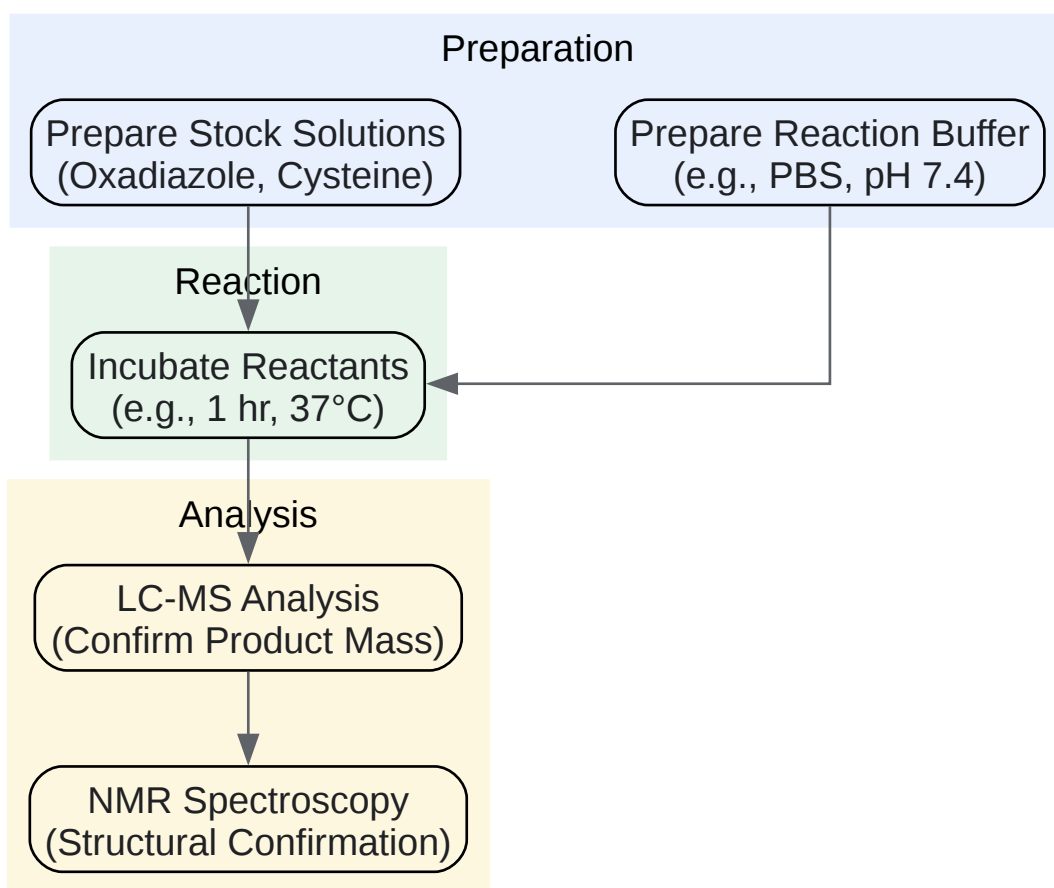 Preparation
Prepare Stock Solutions
(Oxadiazole, Cysteine)
Prepare Reaction Buffer
(e.g., PBS, pH 7.4)
Reaction
Incubate Reactants
(e.g., 1 hr, 37°C)
Analysis
LC-MS Analysis
(Confirm Product Mass)
NMR Spectroscopy
(Structural Confirmation)